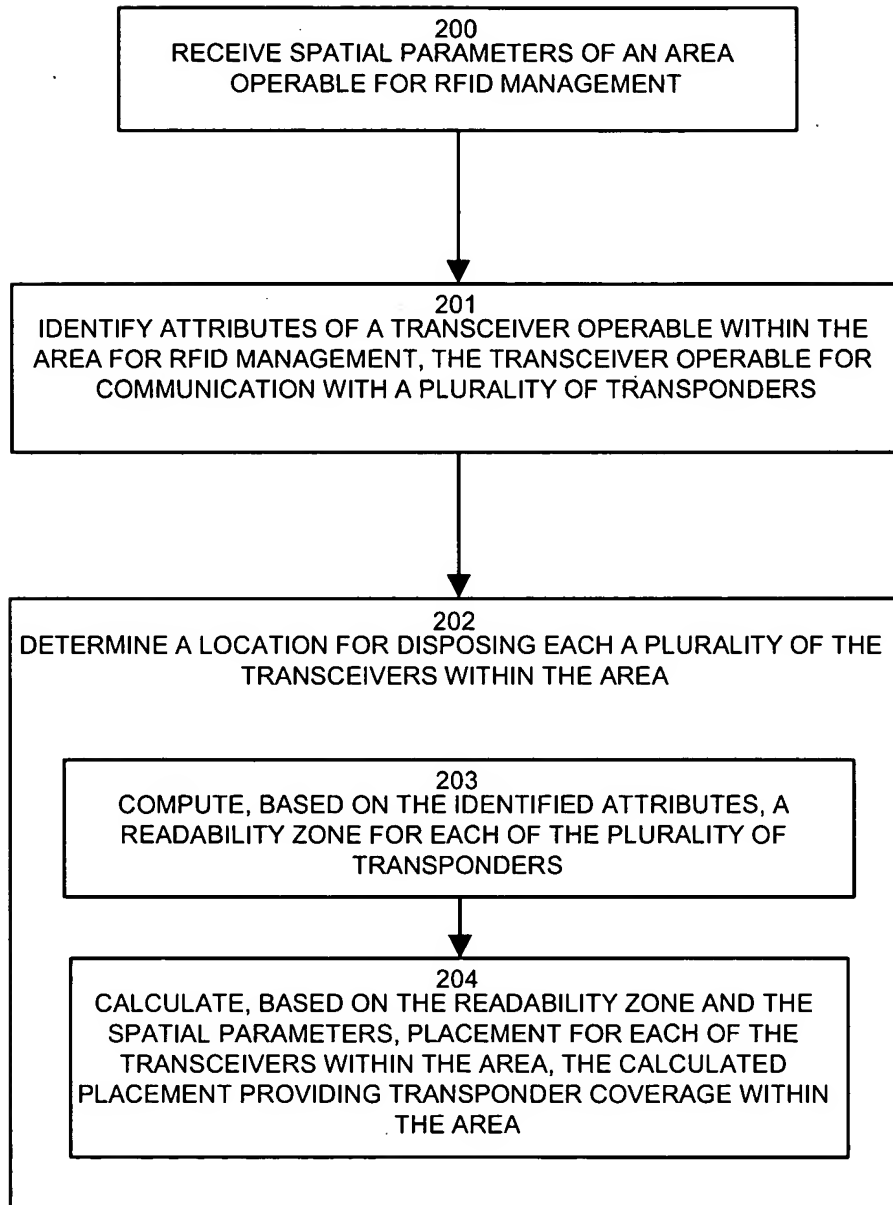 200
RECEIVE SPATIAL PARAMETERS OF AN AREA
OPERABLE FOR RFID MANAGEMENT
201
IDENTIFY ATTRIBUTES OF A TRANSCEIVER OPERABLE WITHIN THE
AREA FOR RFID MANAGEMENT, THE TRANSCEIVER OPERABLE FOR
COMMUNICATION WITH A PLURALITY OF TRANSPONDERS
202
DETERMINE A LOCATION FOR DISPOSING EACH A PLURALITY OF THE
TRANSCEIVERS WITHIN THE AREA
203
COMPUTE, BASED ON THE IDENTIFIED ATTRIBUTES, A
READABILITY ZONE FOR EACH OF THE PLURALITY OF
TRANSPONDERS
204
CALCULATE, BASED ON THE READABILITY ZONE AND THE
SPATIAL PARAMETERS, PLACEMENT FOR EACH OF THE
TRANSCEIVERS WITHIN THE AREA, THE CALCULATED
PLACEMENT PROVIDING TRANSPONDER COVERAGE WITHIN
THE AREA